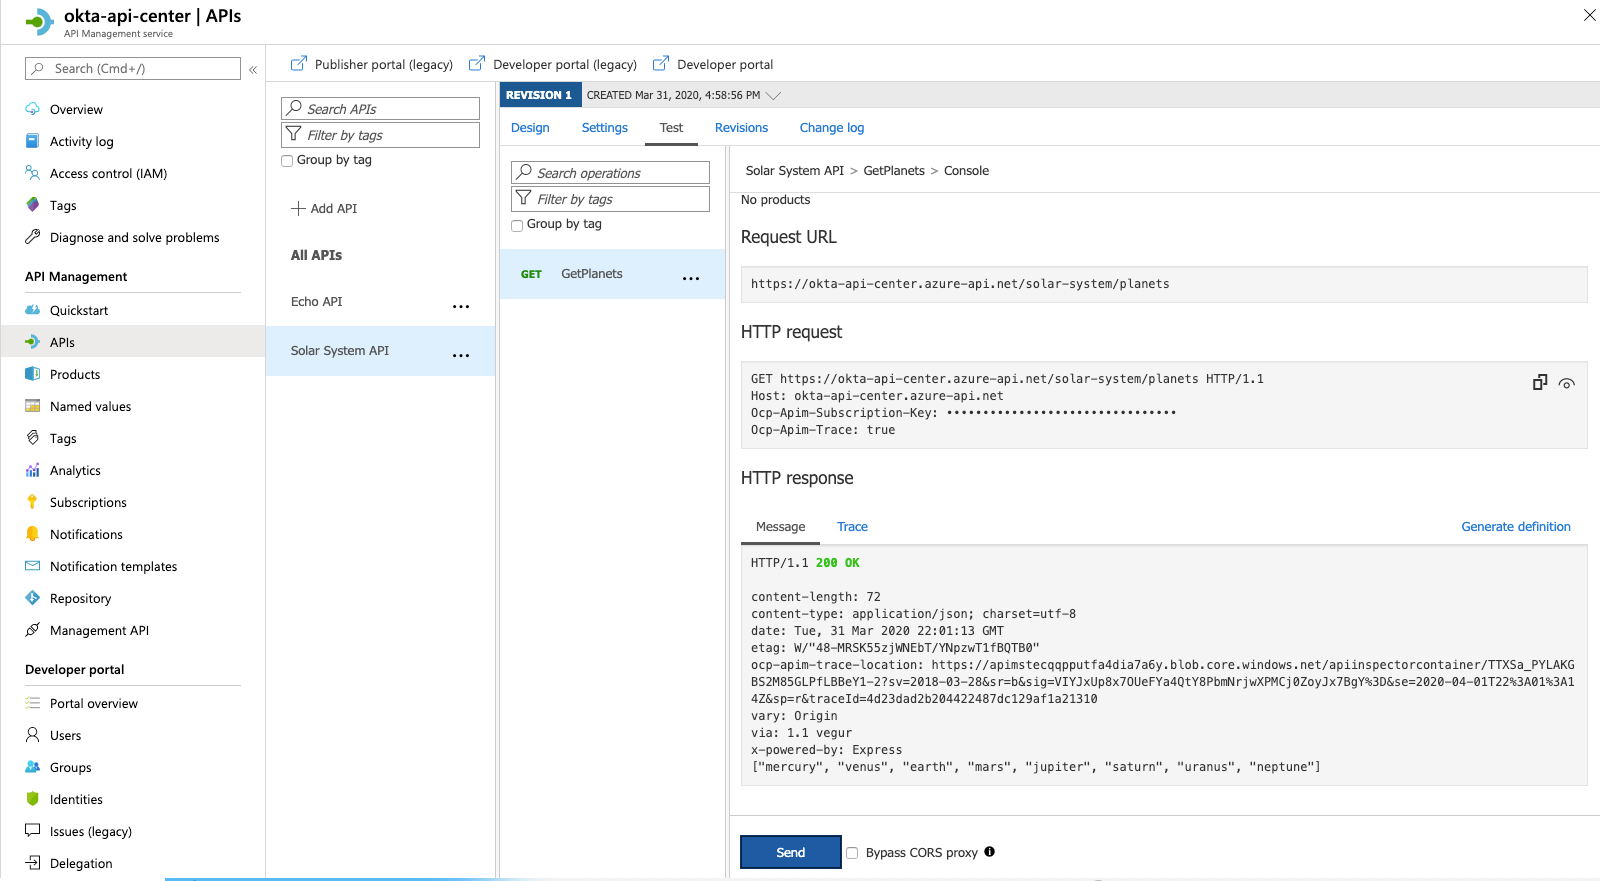 okta-api-center | APIs
API Management service
Search (Cmd+/)
«
Overview
Activity log
Access control (IAM)
Tags
Diagnose and solve problems
API Management
Quickstart
APIs
Products
Named values
Tags
Analytics
Subscriptions
Notifications
Notification templates
Repository
Management API
Developer portal
Portal overview
Users
Groups
Identities
Issues (legacy)
Delegation
Publisher portal (legacy)
Developer portal (legacy)
Developer portal
Search APIs
Filter by tags
Group by tag
Add API
All APIs
Echo API
...
Solar System API
...
REVISION 1
CREATED Mar 31, 2020, 4:58:56 PM
Design
Settings
Test
Revisions
Change log
Search operations
Filter by tags
Group by tag
GET
GetPlanets
...
Solar System API > GetPlanets > Console
No products
Request URL
https://okta-api-center.azure-api.net/solar-system/planets
HTTP request
GET https://okta-api-center.azure-api.net/solar-system/planets HTTP/1.1
Host: okta-api-center.azure-api.net
Ocp-Apim-Subscription-Key: ••••••••••••••••••••••••••••••••
Ocp-Apim-Trace: true
HTTP response
Message
Trace
Generate definition
HTTP/1.1 200 OK
content-length: 72
content-type: application/json; charset=utf-8
date: Tue, 31 Mar 2020 22:01:13 GMT
etag: W/"48-MRSK55zjWNEbT/YNpzwT1fBQTB0"
ocp-apim-trace-location: https://apimstecqqpputfa4dia7a6y.blob.core.windows.net/apiinspectorcontainer/TTXSa_PYLAKG
BS2M85GLPfLBBeY1-2?sv=2018-03-28&sr=b&sig=VIYJxUp8x7OUeFYa4QtY8PbmNrjwXPMCj0ZoyJx7BgY%3D&se=2020-04-01T22%3A01%3A1
4Z&sp=r&traceId=4d23dad2b204422487dc129af1a21310
vary: Origin
via: 1.1 vegur
x-powered-by: Express
["mercury", "venus", "earth", "mars", "jupiter", "saturn", "uranus", "neptune"]
Send
Bypass CORS proxy